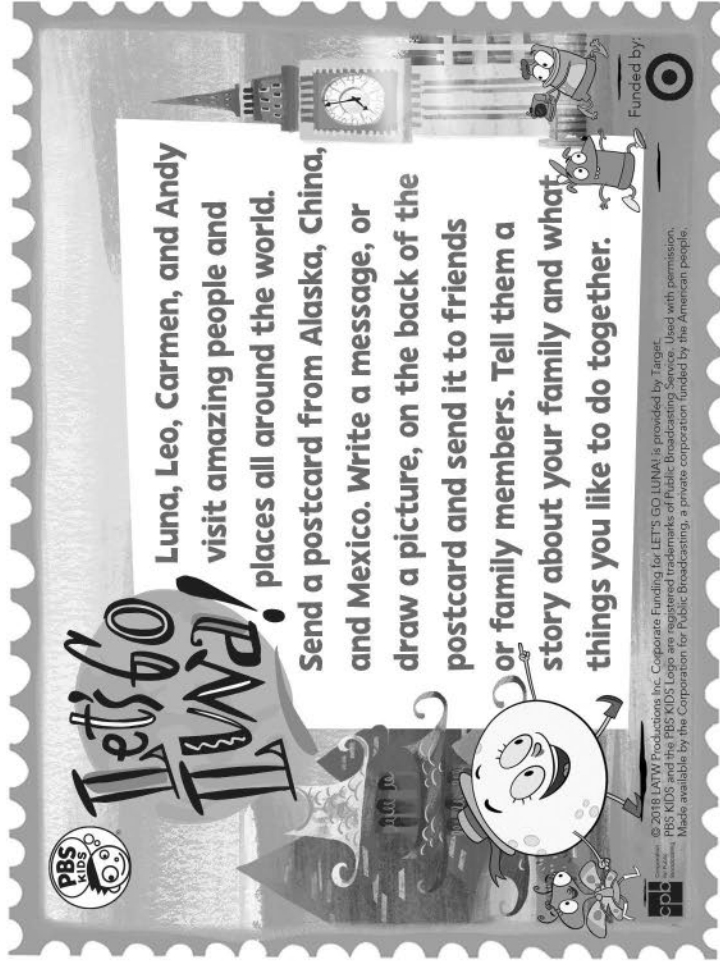 PBS
KIDS
Let's Go
LUNA!
Luna, Leo, Carmen, and Andy
visit amazing people and
places all around the world.
Send a postcard from Alaska, China,
and Mexico. Write a message, or
draw a picture, on the back of the
postcard and send it to friends
or family members. Tell them a
story about your family and what
things you like to do together.
Funded by:
cpb
Corporation
for Public
Broadcasting
© 2018 LATW Productions Inc. Corporate Funding for LET'S GO LUNA! is provided by Target.
PBS KIDS and the PBS KIDS Logo are registered trademarks of Public Broadcasting Service. Used with permission.
Made available by the Corporation for Public Broadcasting, a private corporation funded by the American people.